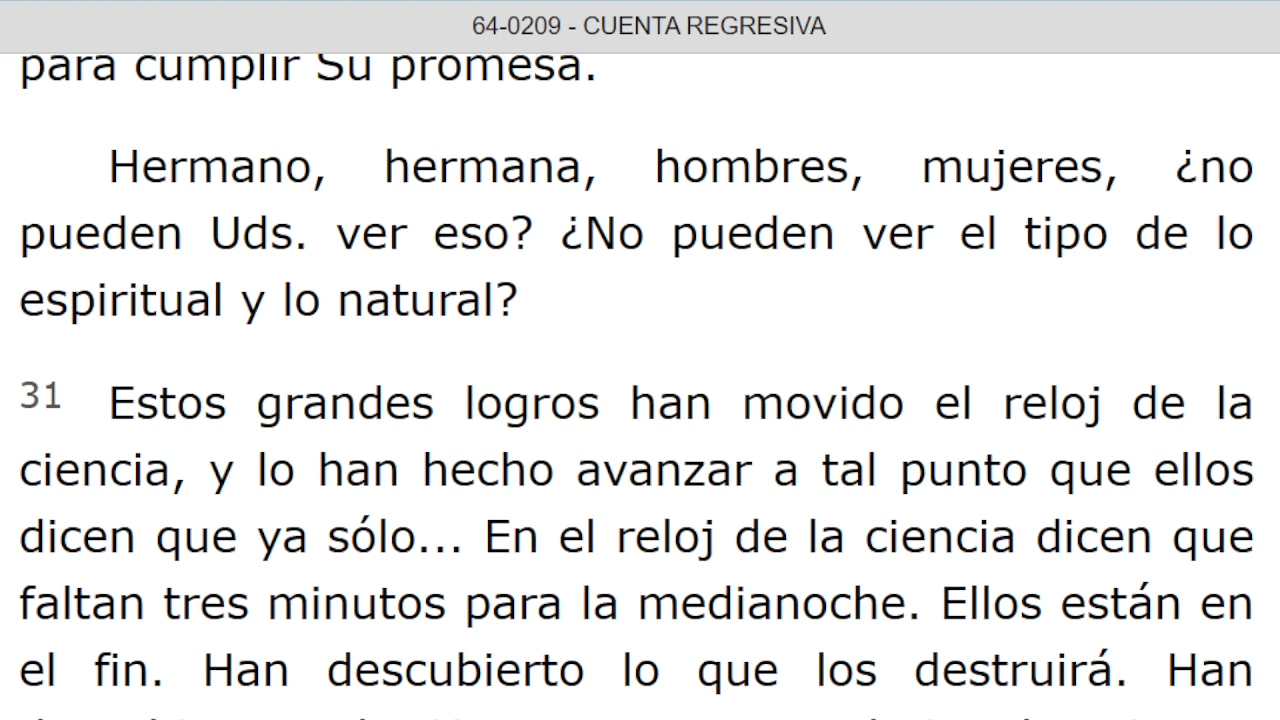 64-0209 - CUENTA REGRESIVA
para cumplir Su promesa.
Hermano, hermana, hombres, mujeres, ¿no
pueden Uds. ver eso? ¿No pueden ver el tipo de lo
espiritual y lo natural?
31 Estos grandes logros han movido el reloj de la
ciencia, y lo han hecho avanzar a tal punto que ellos
dicen que ya sólo... En el reloj de la ciencia dicen que
faltan tres minutos para la medianoche. Ellos están en
el fin. Han descubierto lo que los destruirá. Han